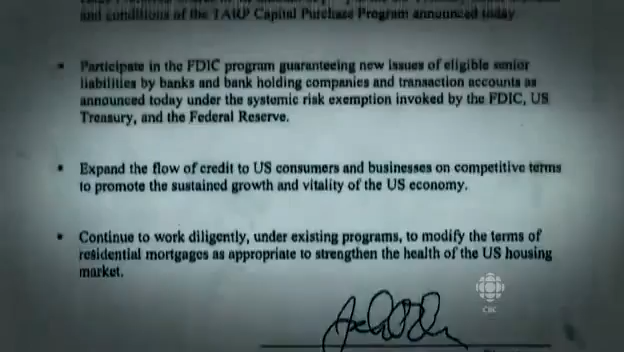 and conditions of the TARP Capital Purchase Program announced today
• Participate in the FDIC program guaranteeing new issues of eligible senior
liabilities by banks and bank holding companies and transaction accounts as
announced today under the systemic risk exemption invoked by the FDIC, US
Treasury, and the Federal Reserve.
• Expand the flow of credit to US consumers and businesses on competitive terms
to promote the sustained growth and vitality of the US economy.
• Continue to work diligently, under existing programs, to modify the terms of
residential mortgages as appropriate to strengthen the health of the US housing
market.
CBC